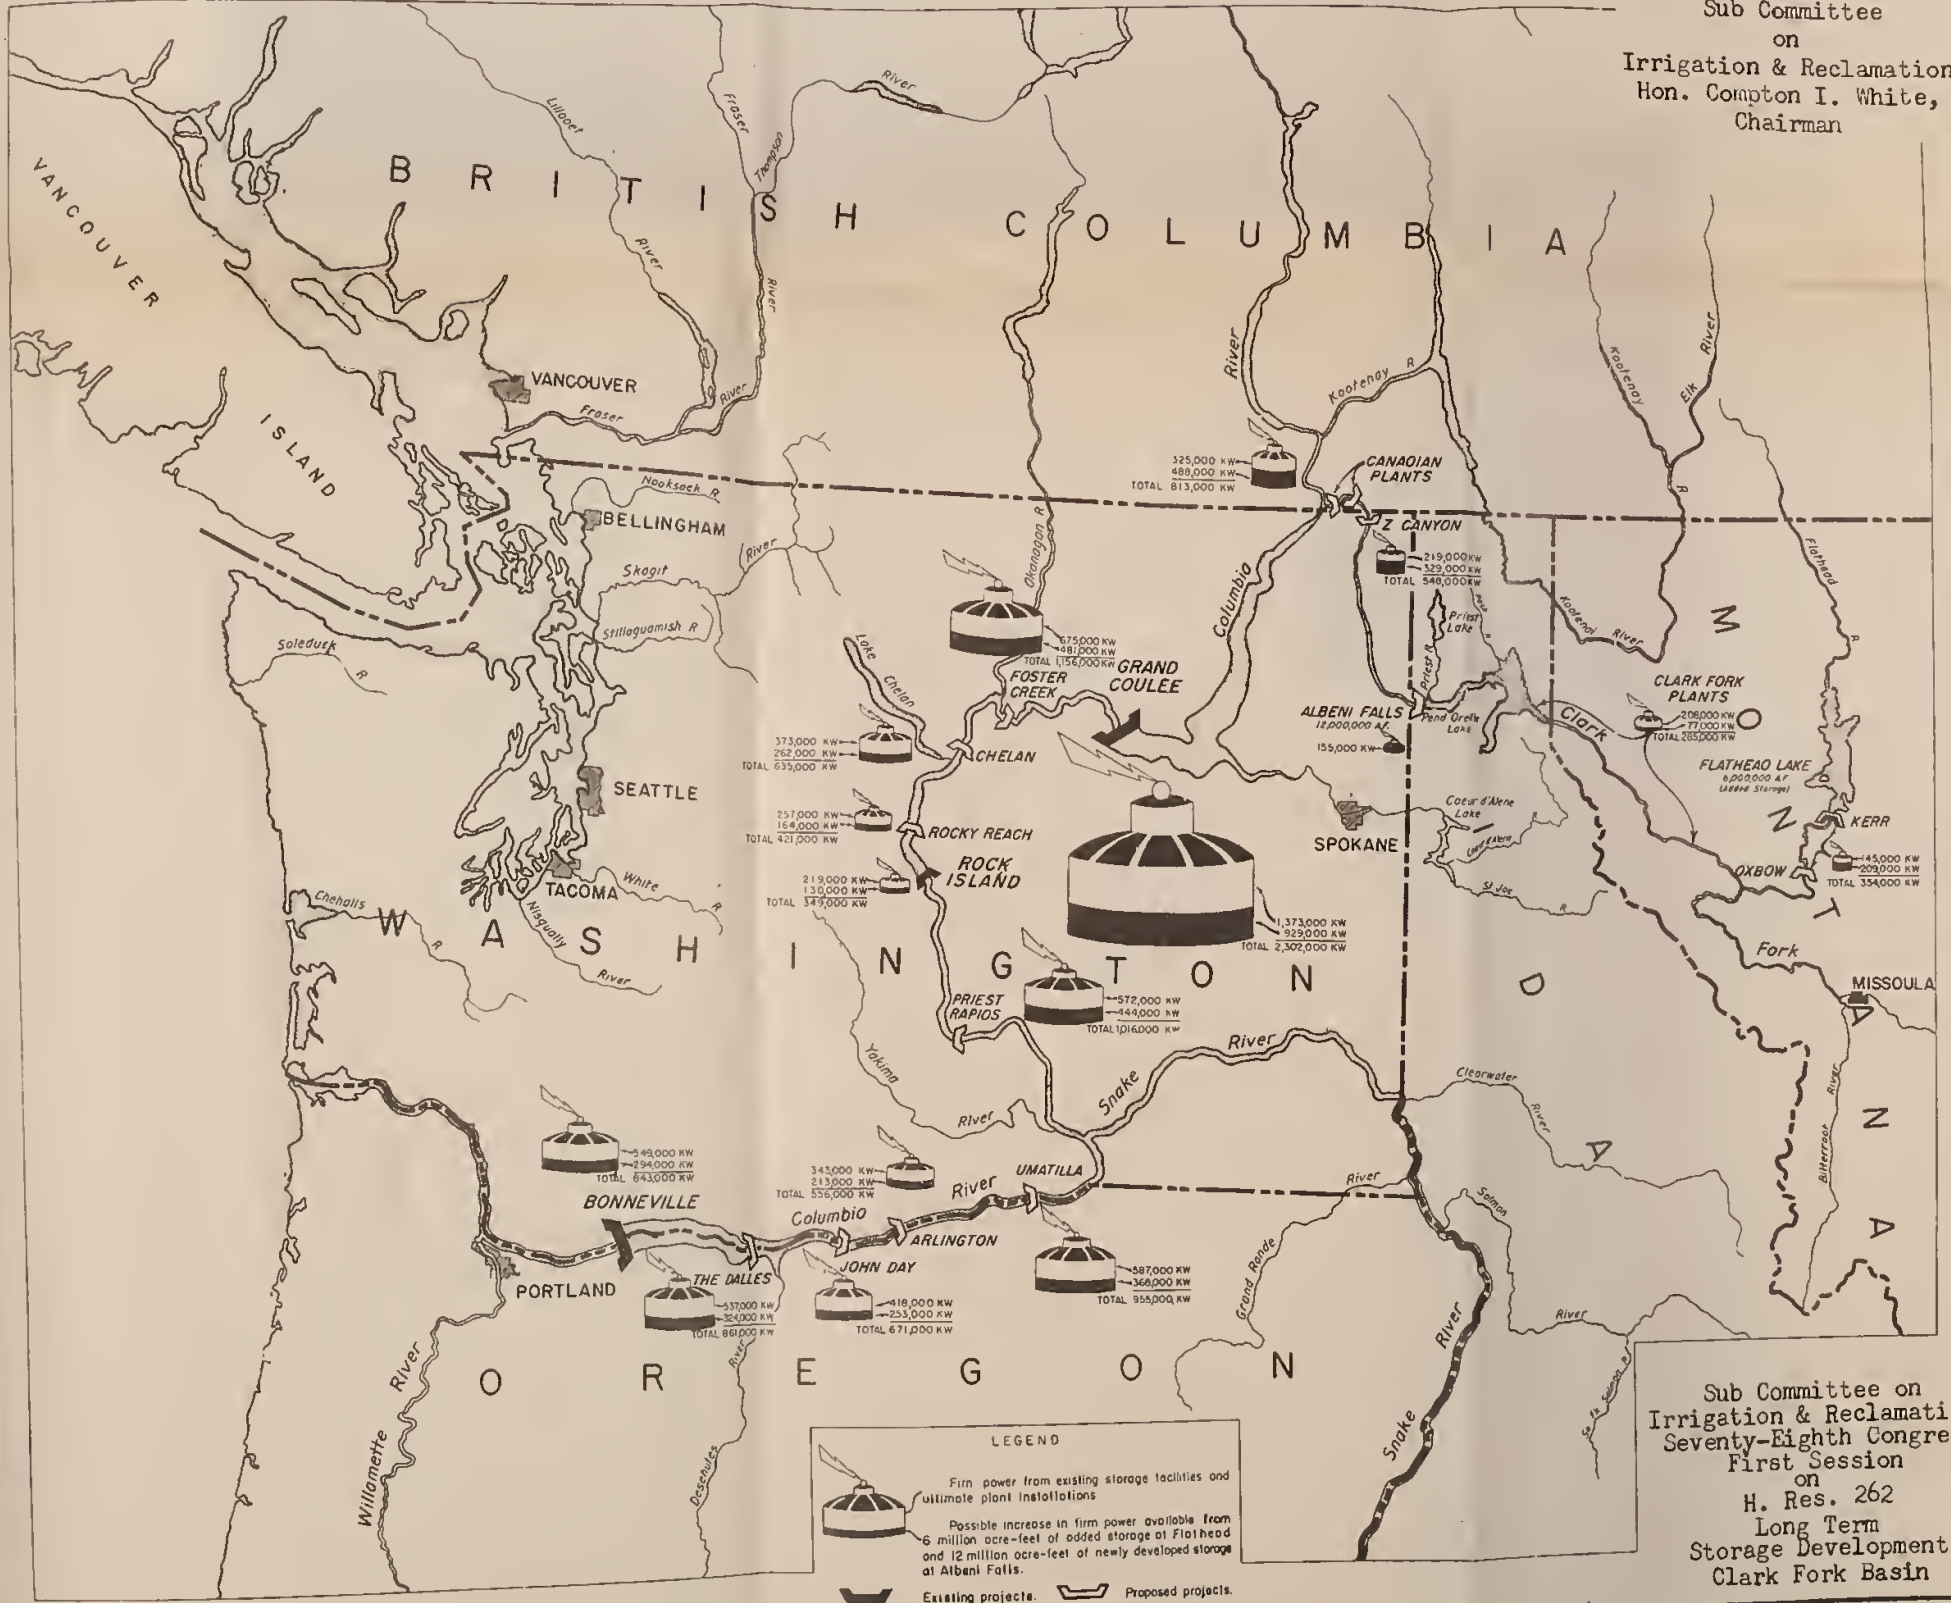 Sub Committee
on
Irrigation & Reclamation
Hon. Compton I. White,
Chairman
BRITISH COLUMBIA
VANCOUVER
ISLAND
Lillooet
River
Fraser
River
Thompson
River
River
Fraser
VANCOUVER
River
Kootenay R
Kootenay
R
Elk River
325,000 KW
488,000 KW
TOTAL 813,000 KW
CANADIAN
PLANTS
Nooksack R
BELLINGHAM
Okanagan R
Z CANYON
219,000 KW
329,000 KW
TOTAL 548,000 KW
Flathead
R
Skagit
River
Stillaguamish R
Soleduck
R
Columbia
Priest
Lake
Priest R
Kootenai River
675,000 KW
481,000 KW
TOTAL 1,156,000 KW
FOSTER
CREEK
GRAND
COULEE
Lake Chelan
373,000 KW
262,000 KW
TOTAL 635,000 KW
CHELAN
ALBENI FALLS
12,000,000 A.F.
155,000 KW
Pend Orelle
Lake
Clark
CLARK FORK
PLANTS
208,000 KW
77,000 KW
TOTAL 285,000 KW
FLATHEAD LAKE
6,000,000 A.F
(Added Storage)
KERR
145,000 KW
209,000 KW
TOTAL 354,000 KW
OXBOW
SEATTLE
257,000 KW
164,000 KW
TOTAL 421,000 KW
ROCKY REACH
SPOKANE
Coeur d'Alene
Lake
Coeur d'Alene
St Joe
R
219,000 KW
130,000 KW
TOTAL 349,000 KW
ROCK
ISLAND
TACOMA
White
R
Nisqually
River
Chehalis
R
1,373,000 KW
929,000 KW
TOTAL 2,302,000 KW
WASHINGTON
MONTANA
IDA
Fork
MISSOULA
PRIEST
RAPIDS
572,000 KW
444,000 KW
TOTAL 1,016,000 KW
Yakima
River
Snake
River
Clearwater
River
Bitterroot
River
549,000 KW
294,000 KW
TOTAL 843,000 KW
BONNEVILLE
343,000 KW
213,000 KW
TOTAL 556,000 KW
Columbia
River
UMATILLA
ARLINGTON
River
Grand Ronde
Salmon
River
587,000 KW
368,000 KW
TOTAL 955,000 KW
PORTLAND
THE DALLES
537,000 KW
324,000 KW
TOTAL 861,000 KW
JOHN DAY
418,000 KW
253,000 KW
TOTAL 671,000 KW
Willamette
River
Deschutes
River
Snake
River
So Fk Salmon R
OREGON
LEGEND
Firm power from existing storage facilities and
ultimate plant installations
Possible increase in firm power available from
6 million acre-feet of added storage at Flathead
and 12 million acre-feet of newly developed storage
at Albeni Falls.
Existing projects.
Proposed projects.
Sub Committee on
Irrigation & Reclamati
Seventy-Eighth Congre
First Session
on
H. Res. 262
Long Term
Storage Development
Clark Fork Basin